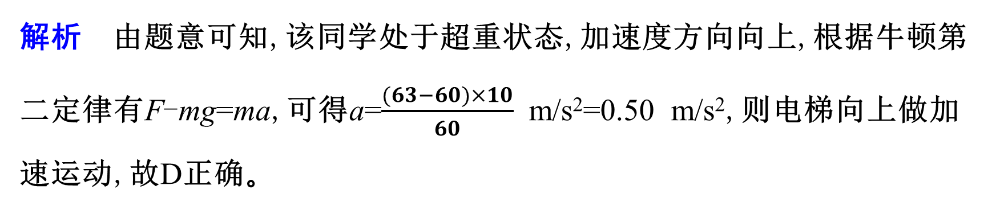 解析 由题意可知,该同学处于超重状态,加速度方向向上,根据牛顿第
二定律有F-mg=ma,可得a=\frac{(63-60)×10}{60} m/s²=0.50 m/s²,则电梯向上做加
速运动,故D正确。